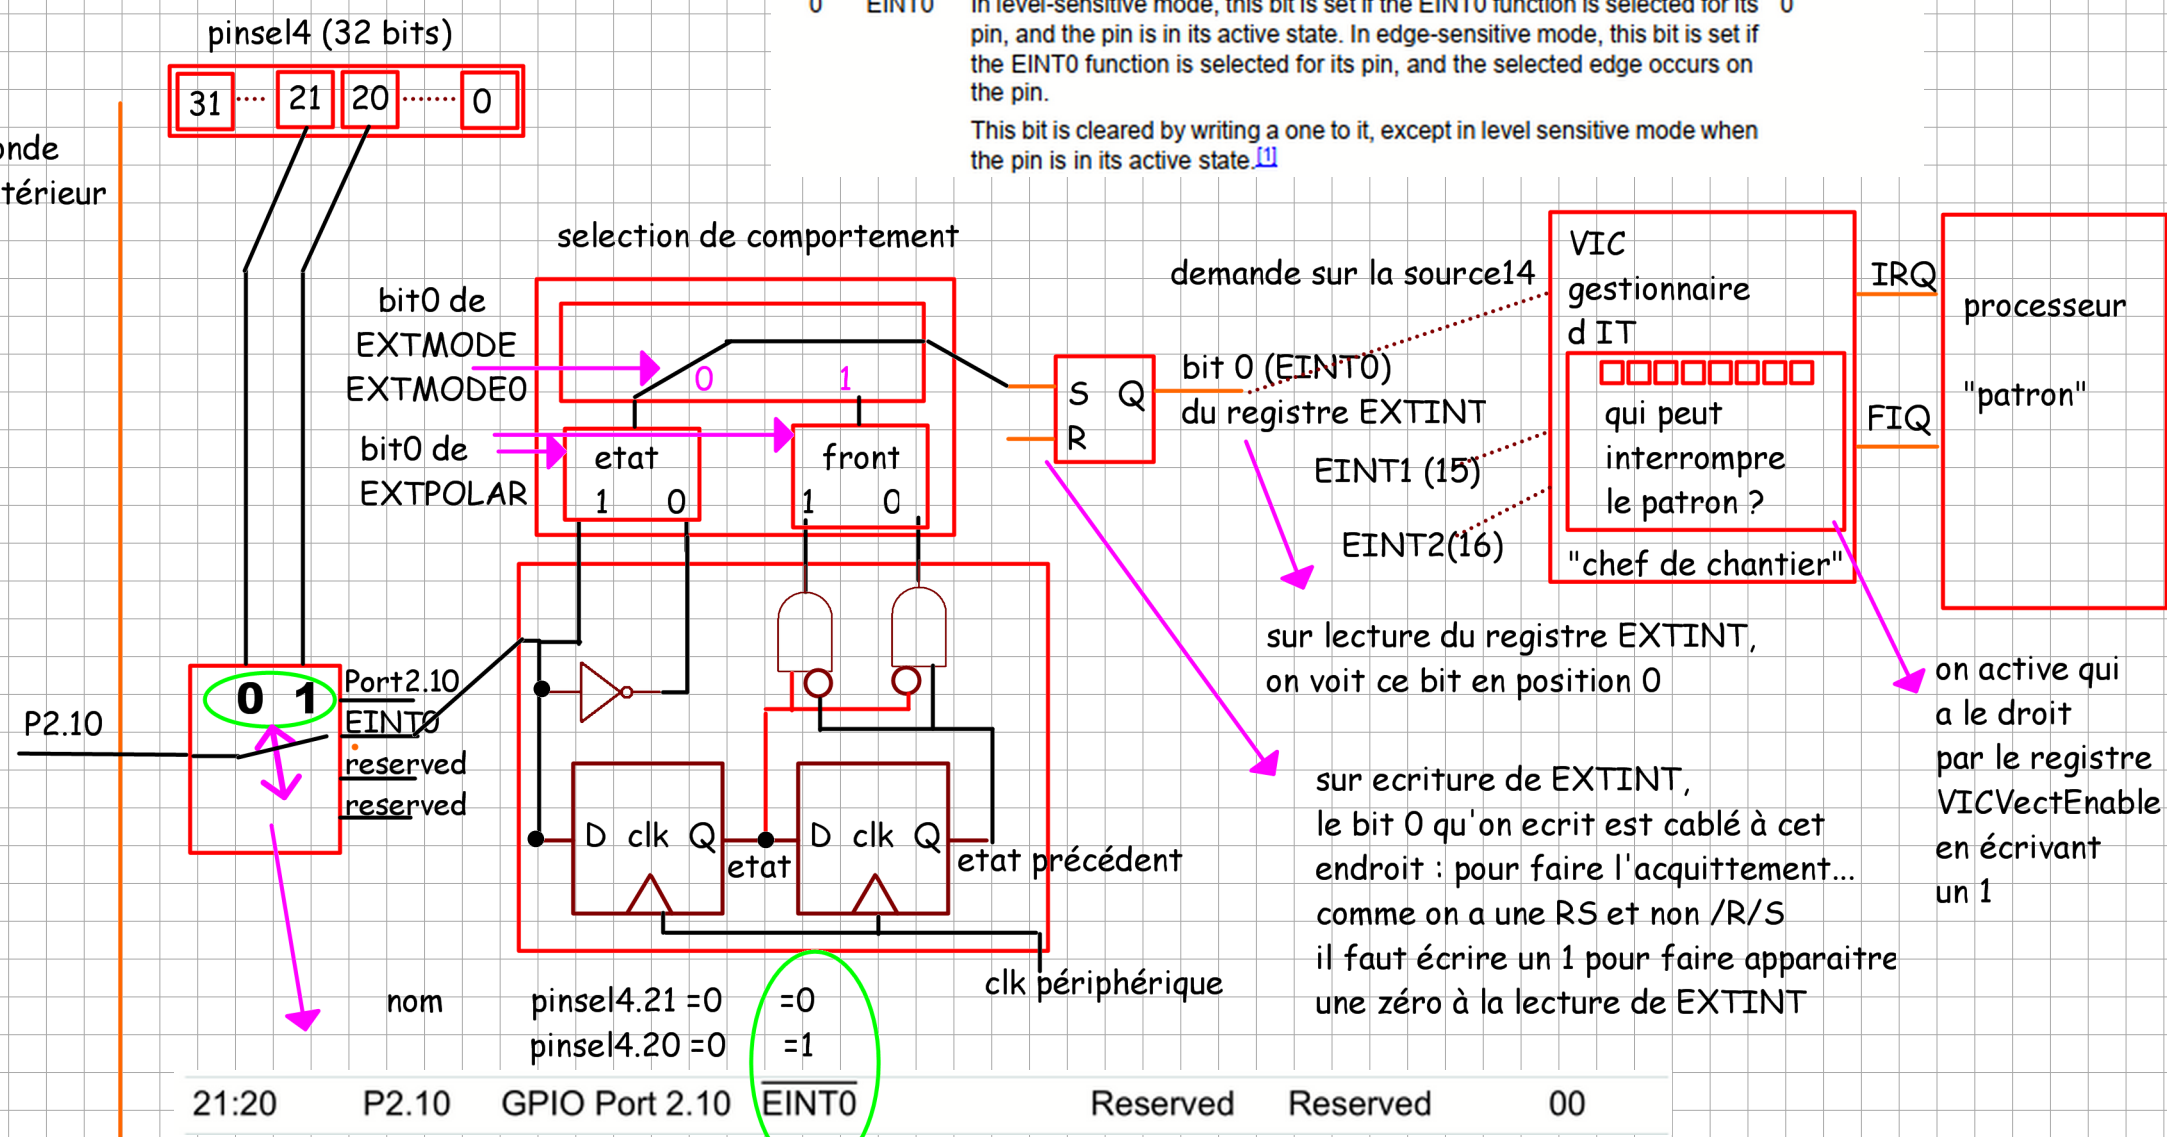 pinsel4 (32 bits)
31 21 20 0
onde
térieur
0 EINT0 In level-sensitive mode, this bit is set if the EINT0 function is selected for its 0
pin, and the pin is in its active state. In edge-sensitive mode, this bit is set if
the EINT0 function is selected for its pin, and the selected edge occurs on
the pin.
This bit is cleared by writing a one to it, except in level sensitive mode when
the pin is in its active state.[1]
selection de comportement
bit0 de
EXTMODE
EXTMODE0
0 1
bit0 de
EXTPOLAR
etat
1 0
front
1 0
S Q
R
demande sur la source14
bit 0 (EINT0)
du registre EXTINT
EINT1 (15)
EINT2(16)
VIC
gestionnaire
d IT
qui peut
interrompre
le patron ?
"chef de chantier"
IRQ
FIQ
processeur
"patron"
sur lecture du registre EXTINT,
on voit ce bit en position 0
on active qui
a le droit
par le registre
VICVectEnable
en écrivant
un 1
sur ecriture de EXTINT,
le bit 0 qu'on ecrit est cablé à cet
endroit : pour faire l'acquittement...
comme on a une RS et non /R/S
il faut écrire un 1 pour faire apparaitre
une zéro à la lecture de EXTINT
P2.10
0 1
Port2.10
EINT0
reserved
reserved
D clk Q
etat
D clk Q
etat précédent
clk périphérique
nom pinsel4.21 =0 =0
pinsel4.20 =0 =1
21:20 P2.10 GPIO Port 2.10 EINT0 Reserved Reserved 00